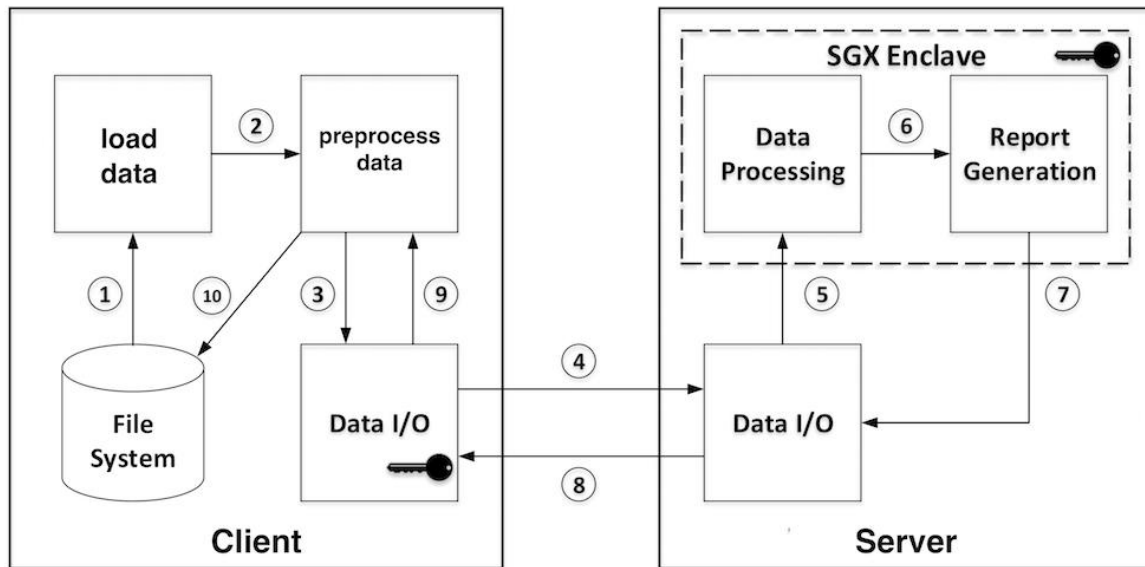 SGX Enclave
load
data
2
preprocess
data
Data
Processing
6
Report
Generation
1
10
3
9
5
7
File
System
Data I/O
4
8
Data I/O
Client
Server